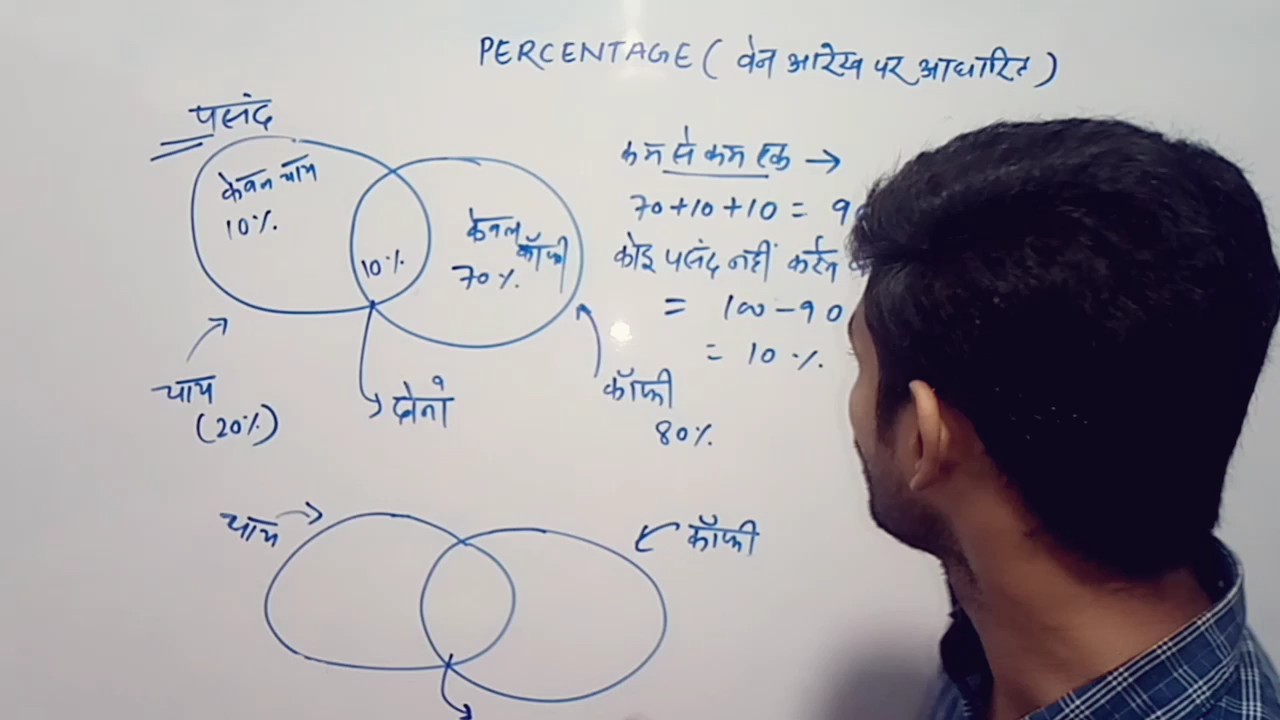 PERCENTAGE ( वेन आरेख पर आधारित )
पसंद
केवल चाय
10%
10%
केवल कॉफी
70%
चाय
(20%)
दोनों
कॉफी
80%
कम से कम एक →
70+10+10 = 9
कोई पसंद नहीं करते
= 100-90
= 10%
चाय
कॉफी